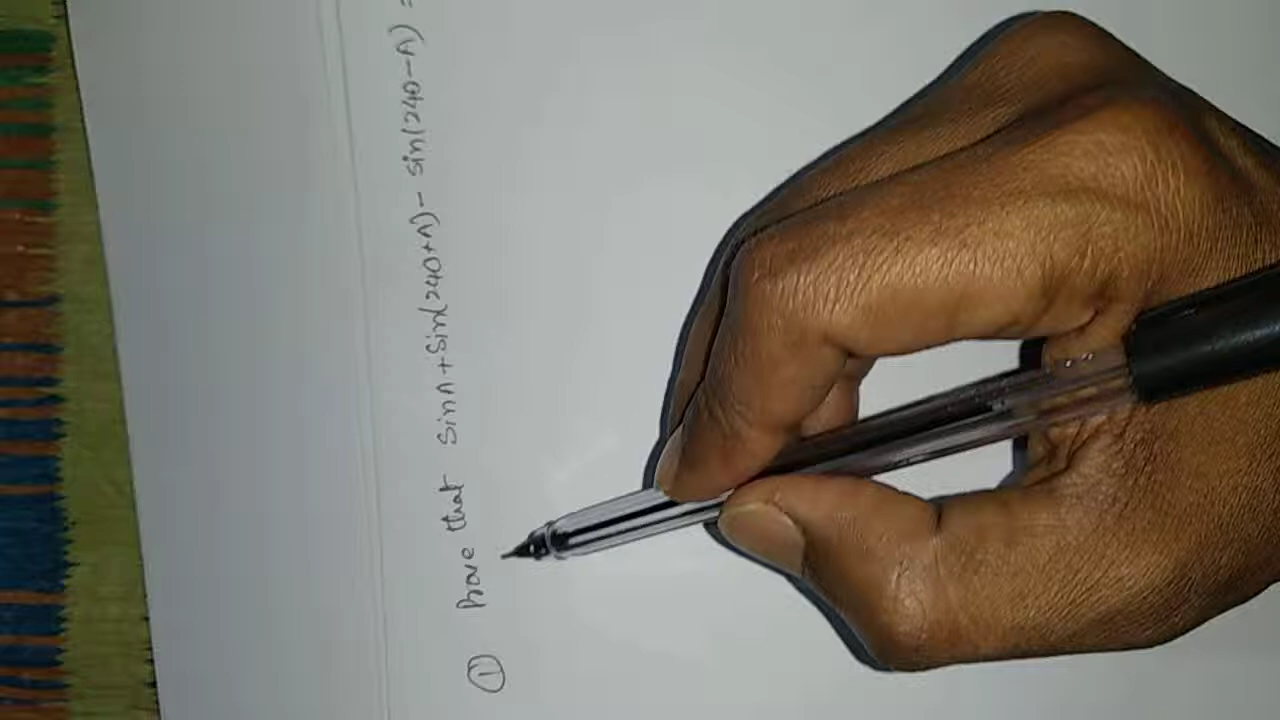 ① Prove that sin A + sin(240+A) - sin(240-A) =